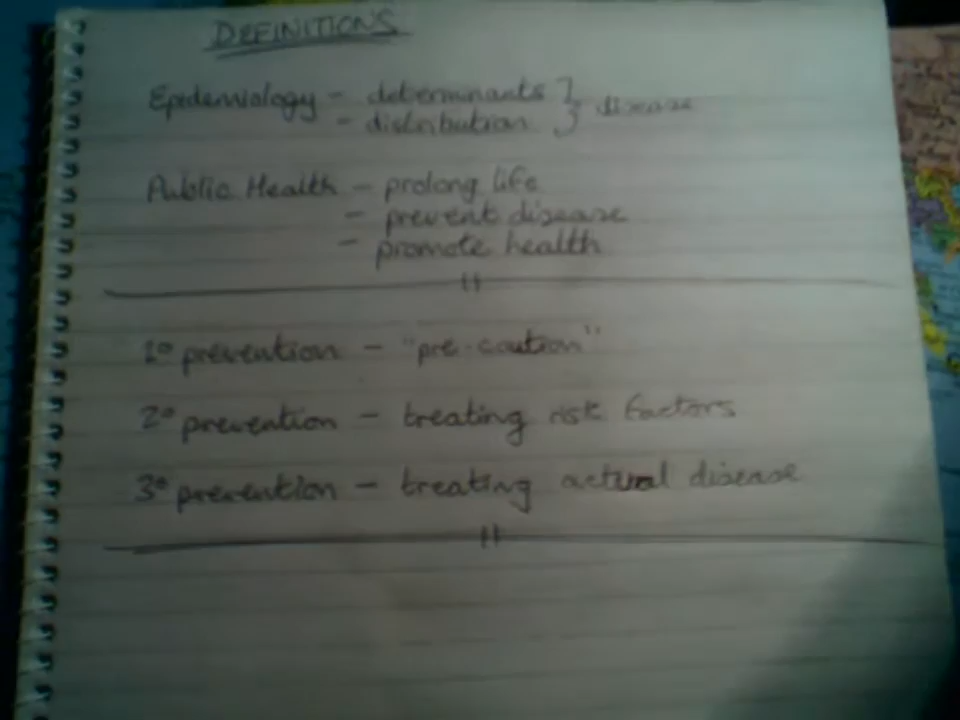 DEFINITIONS
Epidemiology - determinants } disease
- distribution
Public Health - prolong life
- prevent disease
- promote health
1° prevention - "pre-caution"
2° prevention - treating risk factors
3° prevention - treating actual disease